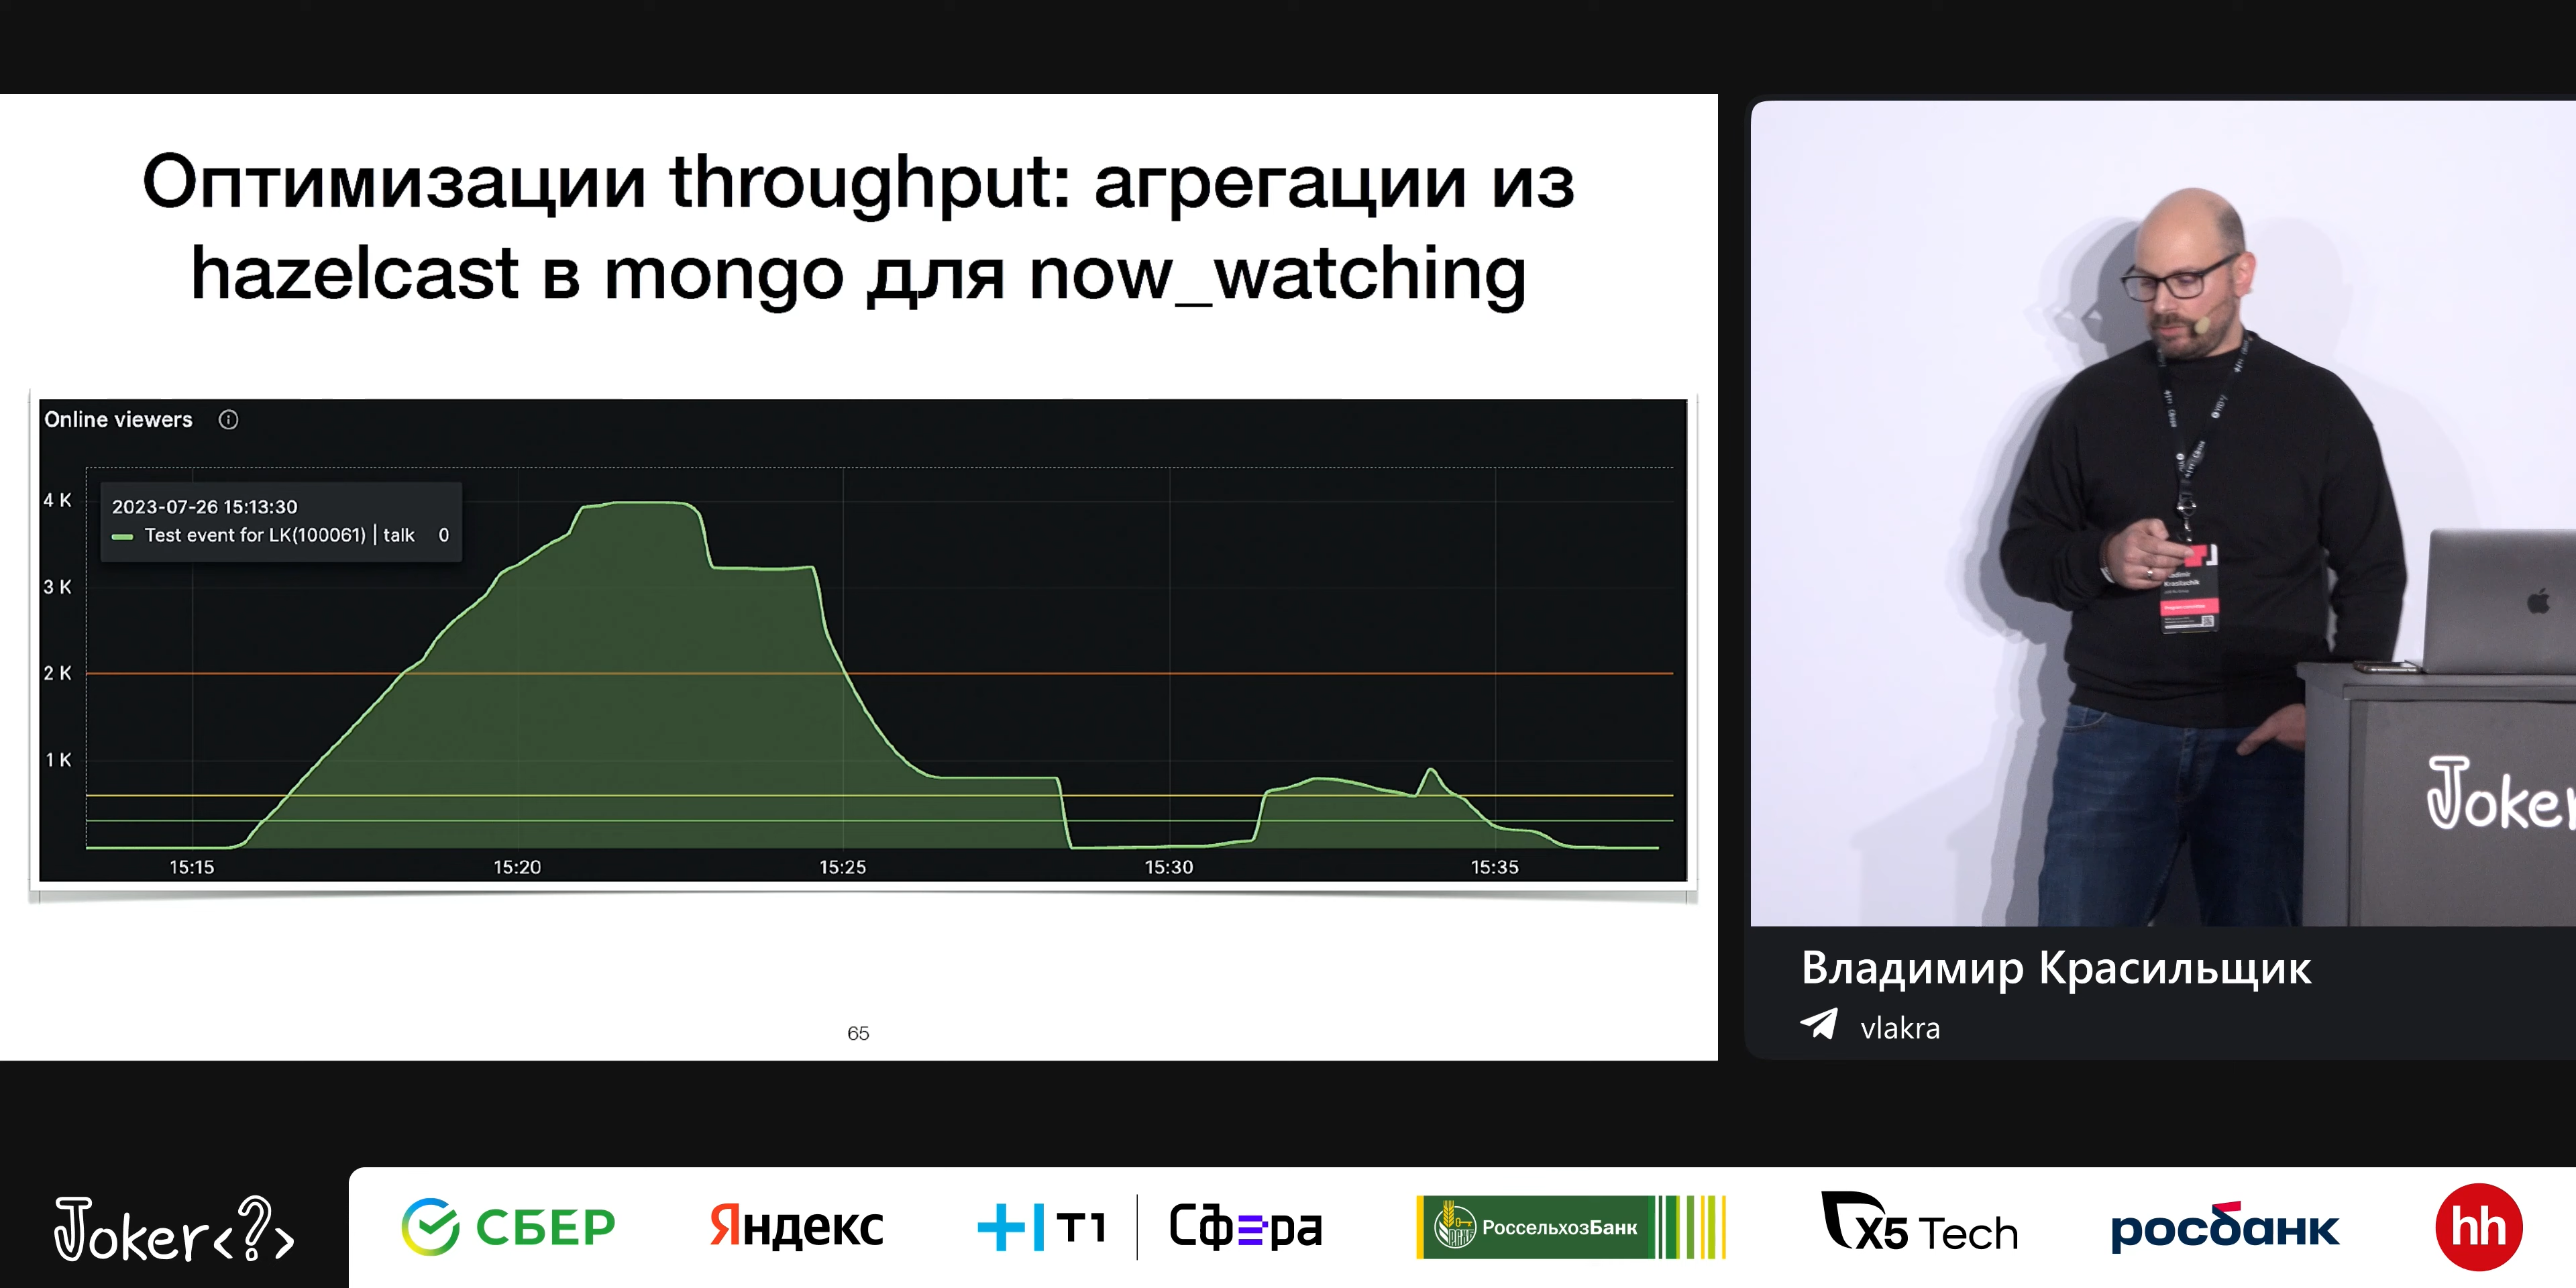 Оптимизации throughput: агрегации из
hazelcast в mongo для now_watching
Online viewers
4 K
3 K
2 K
1 K
2023-07-26 15:13:30
Test event for LK(100061) | talk 0
15:15 15:20 15:25 15:30 15:35
65
Krasilschik
Joker
Владимир Красильщик
vlakra
Joker<?>
СБЕР
Яндекс
T1
Сфера
РоссельхозБанк
X5 Tech
росбанк
hh